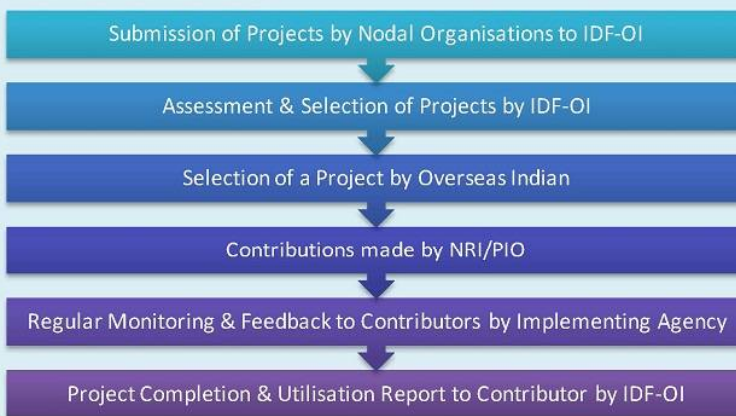 Submission of Projects by Nodal Organisations to IDF-OI
Assessment & Selection of Projects by IDF-OI
Selection of a Project by Overseas Indian
Contributions made by NRI/PIO
Regular Monitoring & Feedback to Contributors by Implementing Agency
Project Completion & Utilisation Report to Contributor by IDF-OI